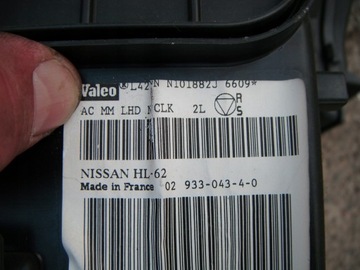 Valeo® L42 N N101882J 6609*
AC MM LHD NCLK 2L A S
NISSAN HL-62
Made in France 02 933-043-4-0